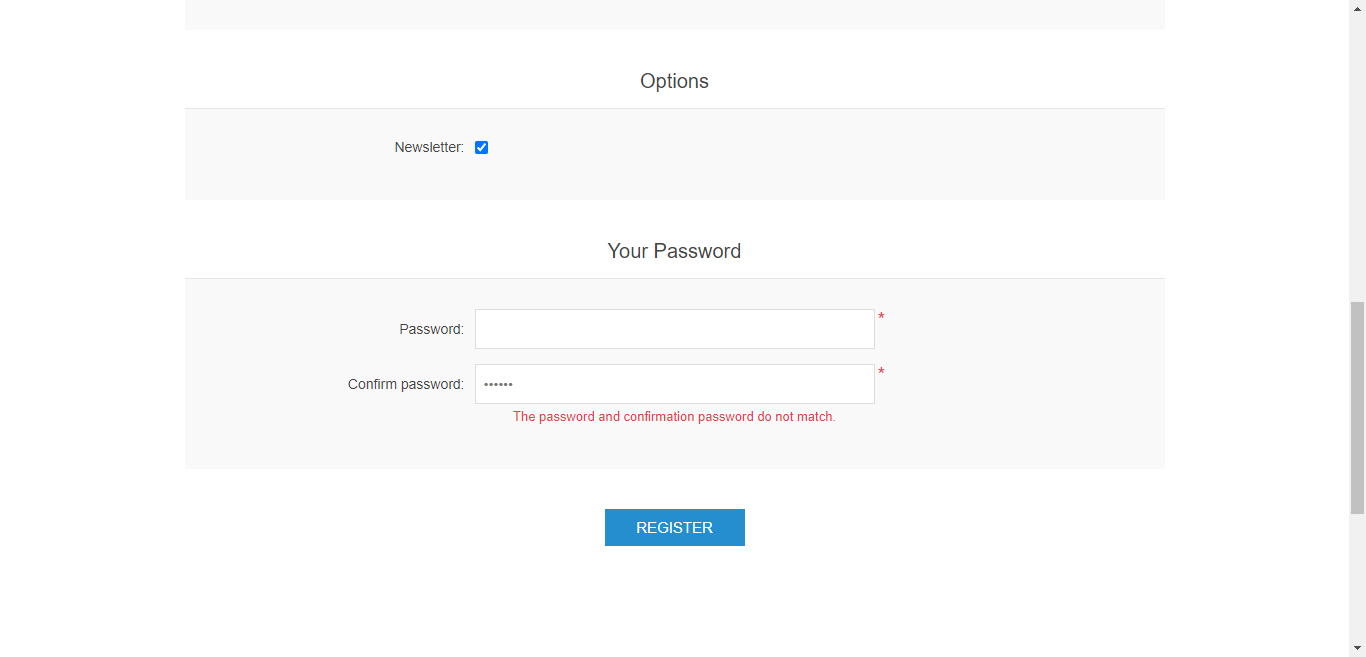 Options
Newsletter:
Your Password
Password: *
Confirm password: •••••• *
The password and confirmation password do not match.
REGISTER